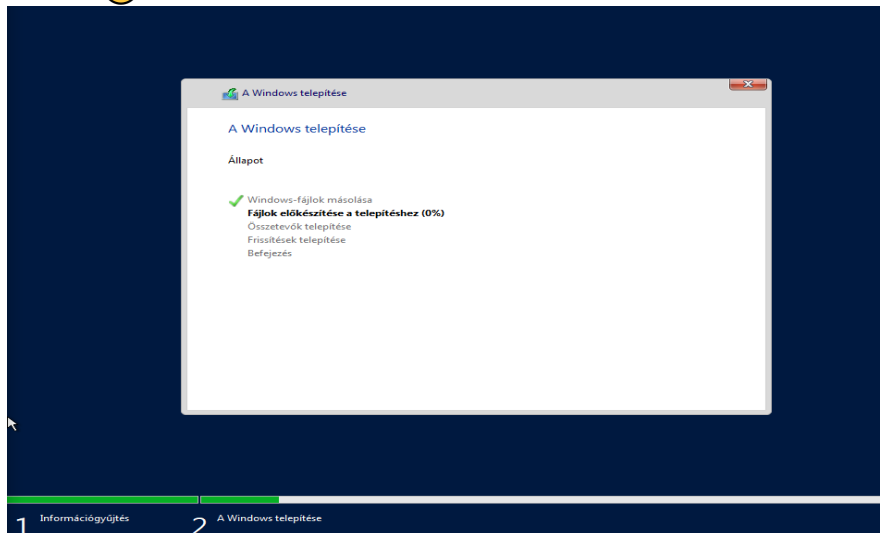 A Windows telepítése
A Windows telepítése
Állapot
Windows-fájlok másolása
Fájlok előkészítése a telepítéshez (0%)
Összetevők telepítése
Frissítések telepítése
Befejezés
1 Információgyűjtés
2 A Windows telepítése